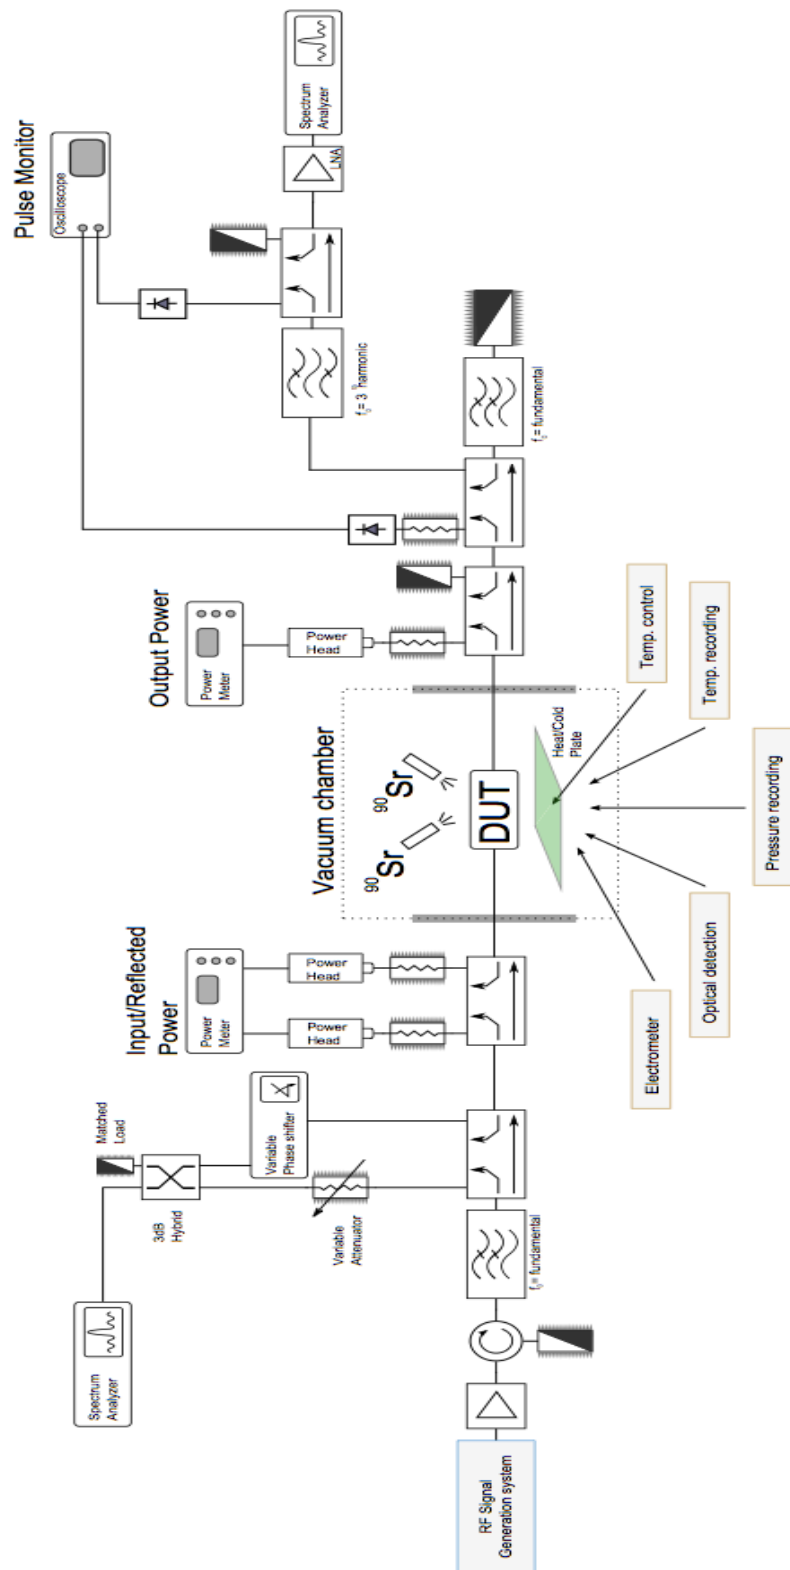 Pulse Monitor
Oscilloscope
Spectrum
Analyzer
LNA
f₀= 3 harmonic
f₀= fundamental
Output Power
Power
Meter
Power
Head
Vacuum chamber
⁹⁰Sr
⁹⁰Sr
DUT
Heat/Cold
Plate
Temp. control
Temp. recording
Pressure recording
Optical detection
Electrometer
Input/Reflected
Power
Power
Meter
Power
Head
Power
Head
Matched
Load
3dB
Hybrid
Variable
Phase shifter
Variable
Attenuator
Spectrum
Analyzer
f₀= fundamental
RF Signal
Generation system